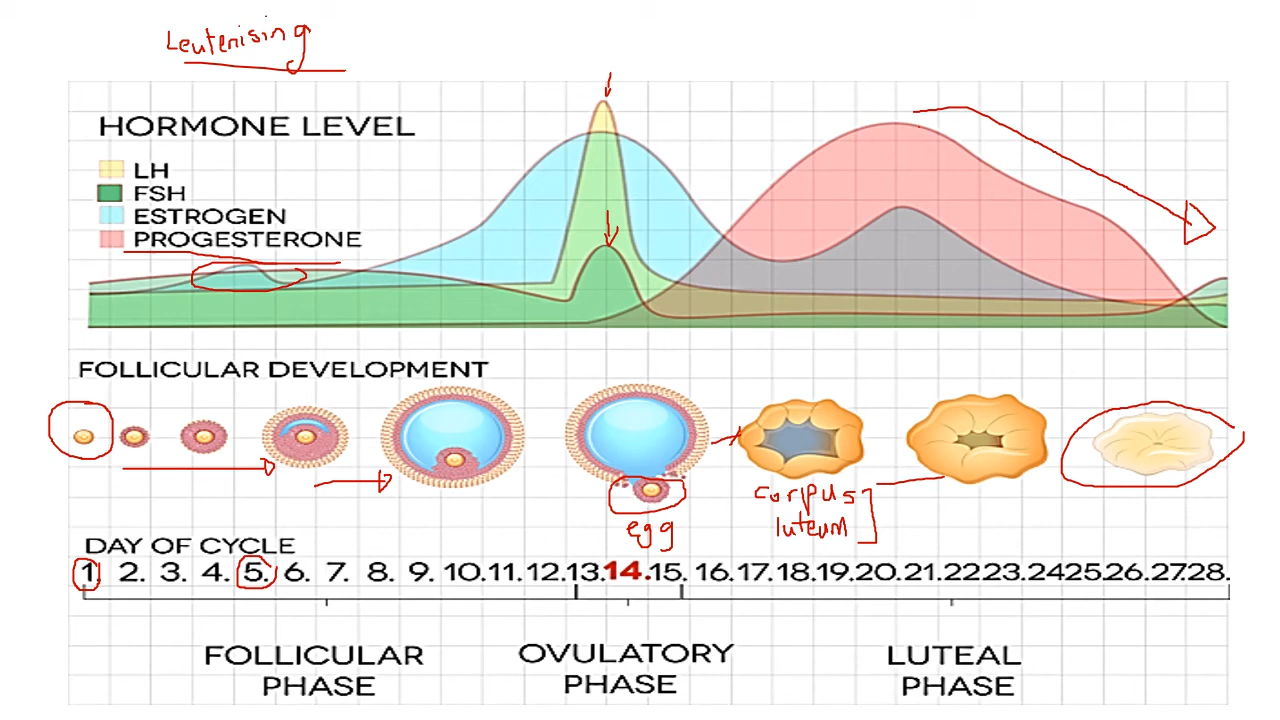 Leuterising
HORMONE LEVEL
LH
FSH
ESTROGEN
PROGESTERONE
FOLLICULAR DEVELOPMENT
corpus
luteum
egg
DAY OF CYCLE
1 2. 3. 4. 5. 6. 7. 8. 9. 10.11.12.13.14.15. 16.17.18.19.20.21.22.23.24.25.26.27.28.
FOLLICULAR
PHASE
OVULATORY
PHASE
LUTEAL
PHASE